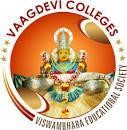 VAAGDEVI COLLEGES
VISWAMBHARA EDUCATIONAL SOCIETY